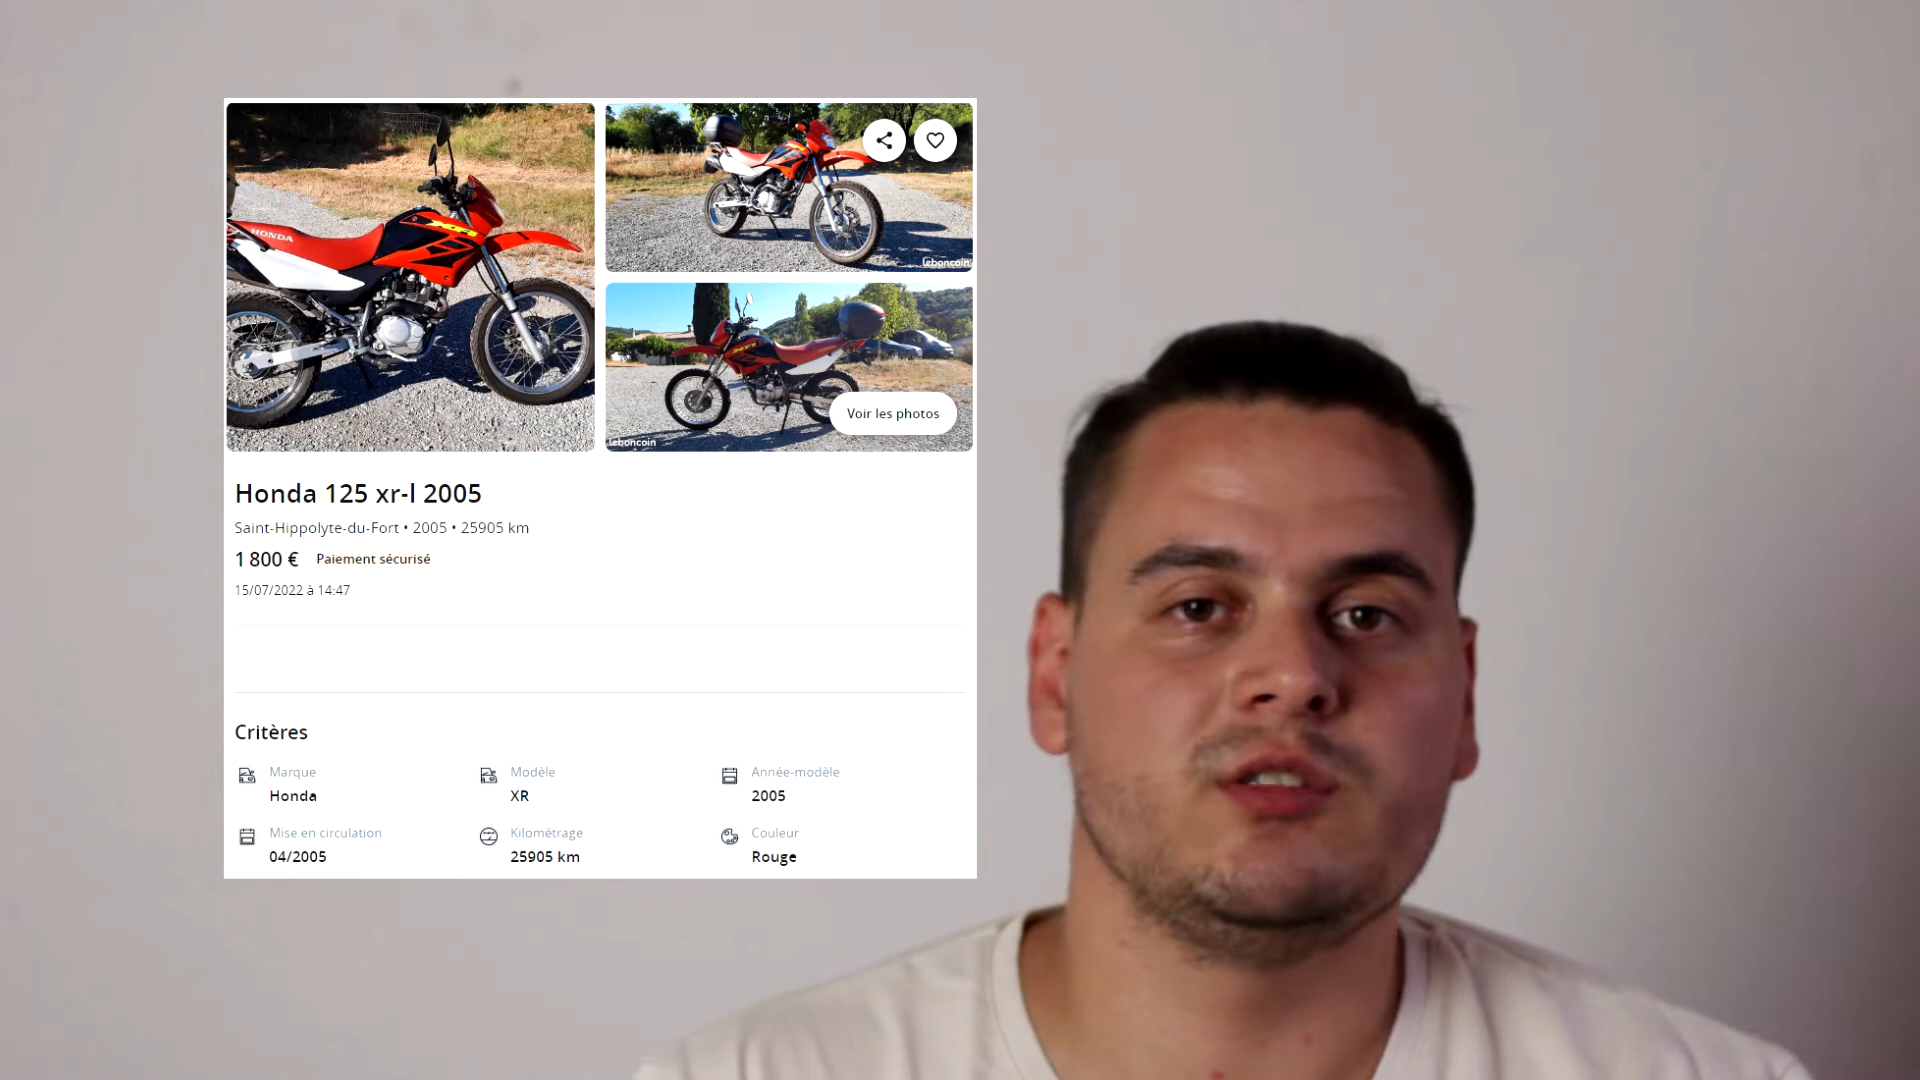 HONDA
XR
leboncoin
leboncoin
Voir les photos
Honda 125 xr-l 2005
Saint-Hippolyte-du-Fort • 2005 • 25905 km
1 800 € Paiement sécurisé
15/07/2022 à 14:47
Critères
Marque Modèle Année-modèle
Honda XR 2005
Mise en circulation Kilométrage Couleur
04/2005 25905 km Rouge